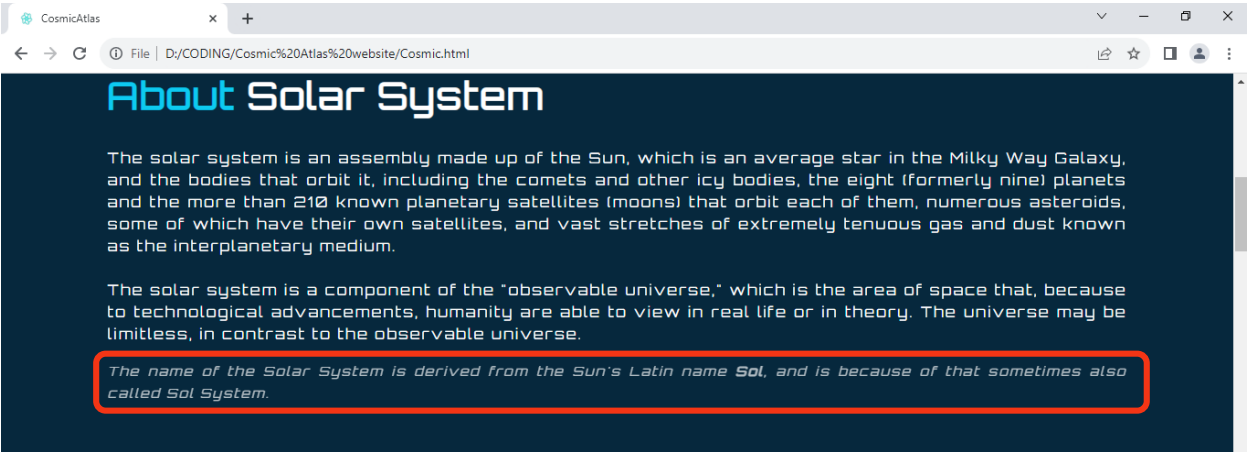 CosmicAtlas
File | D:/CODING/Cosmic%20Atlas%20website/Cosmic.html
About Solar System
The solar system is an assembly made up of the Sun, which is an average star in the Milky Way Galaxy,
and the bodies that orbit it, including the comets and other icy bodies, the eight (formerly nine) planets
and the more than 210 known planetary satellites (moons) that orbit each of them, numerous asteroids,
some of which have their own satellites, and vast stretches of extremely tenuous gas and dust known
as the interplanetary medium.
The solar system is a component of the "observable universe," which is the area of space that, because
to technological advancements, humanity are able to view in real life or in theory. The universe may be
limitless, in contrast to the observable universe.
The name of the Solar System is derived from the Sun's Latin name Sol, and is because of that sometimes also
called Sol System.